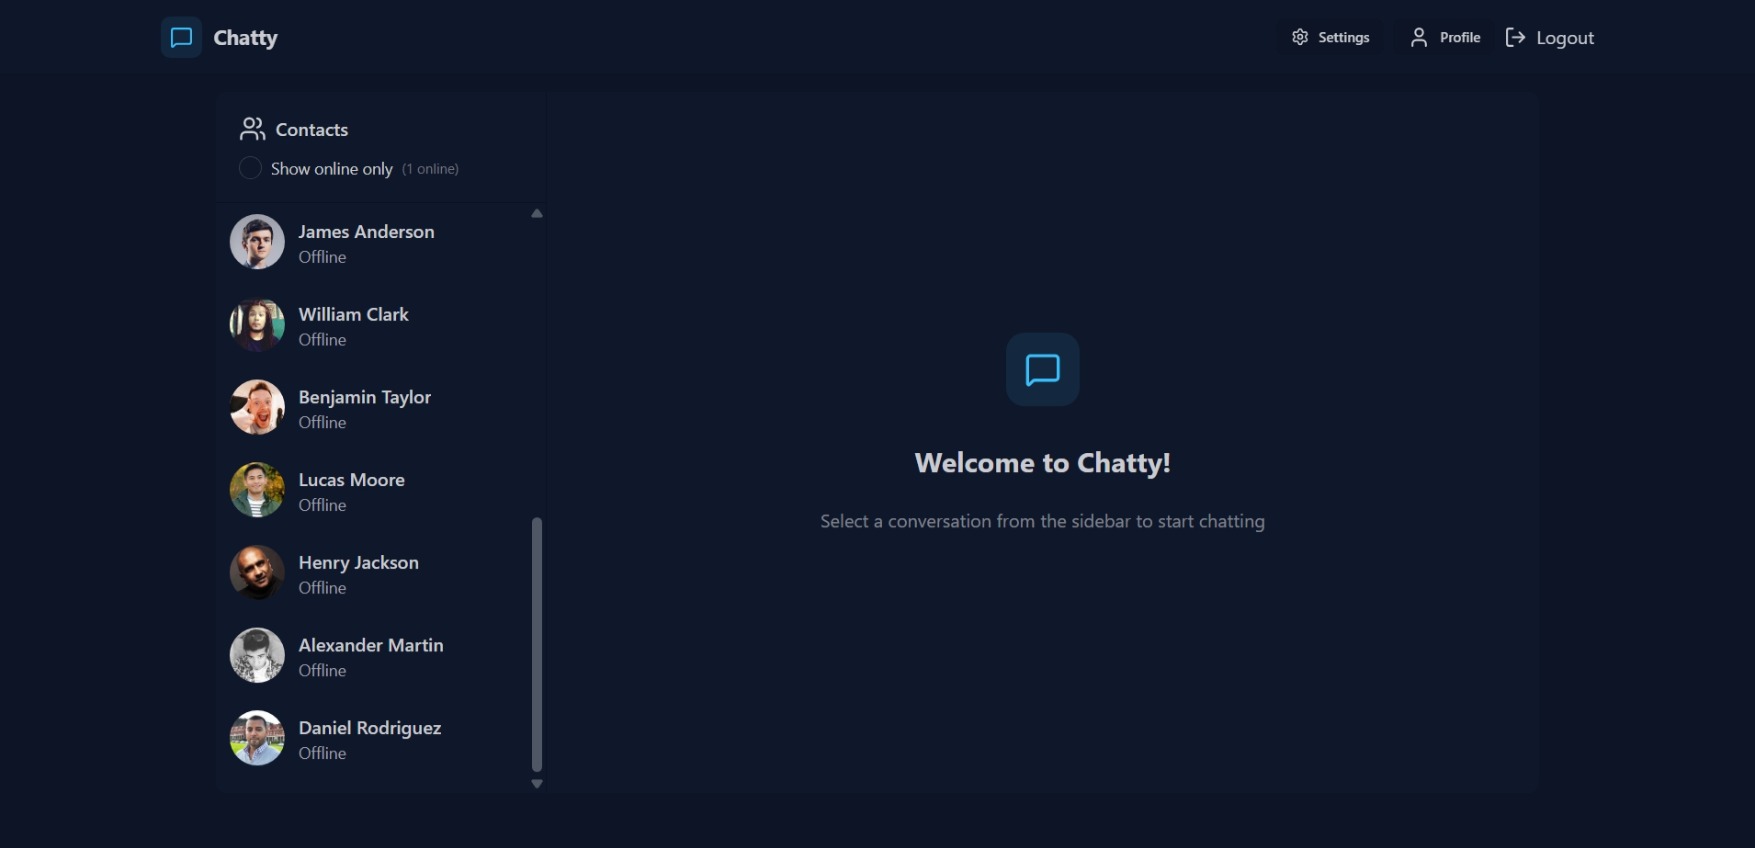 Chatty
Settings
Profile
Logout
Contacts
Show online only (1 online)
James Anderson
Offline
William Clark
Offline
Benjamin Taylor
Offline
Lucas Moore
Offline
Henry Jackson
Offline
Alexander Martin
Offline
Daniel Rodriguez
Offline
Welcome to Chatty!
Select a conversation from the sidebar to start chatting